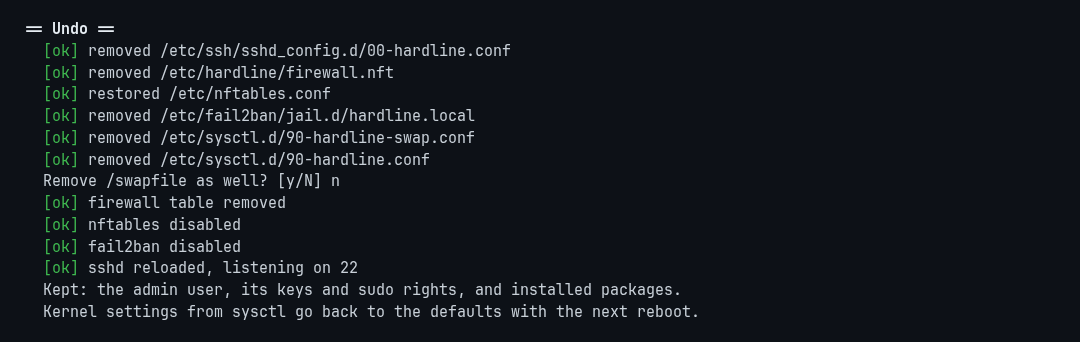 == Undo ==
[ok] removed /etc/ssh/sshd_config.d/00-hardline.conf
[ok] removed /etc/hardline/firewall.nft
[ok] restored /etc/nftables.conf
[ok] removed /etc/fail2ban/jail.d/hardline.local
[ok] removed /etc/sysctl.d/90-hardline-swap.conf
[ok] removed /etc/sysctl.d/90-hardline.conf
Remove /swapfile as well? [y/N] n
[ok] firewall table removed
[ok] nftables disabled
[ok] fail2ban disabled
[ok] sshd reloaded, listening on 22
Kept: the admin user, its keys and sudo rights, and installed packages.
Kernel settings from sysctl go back to the defaults with the next reboot.